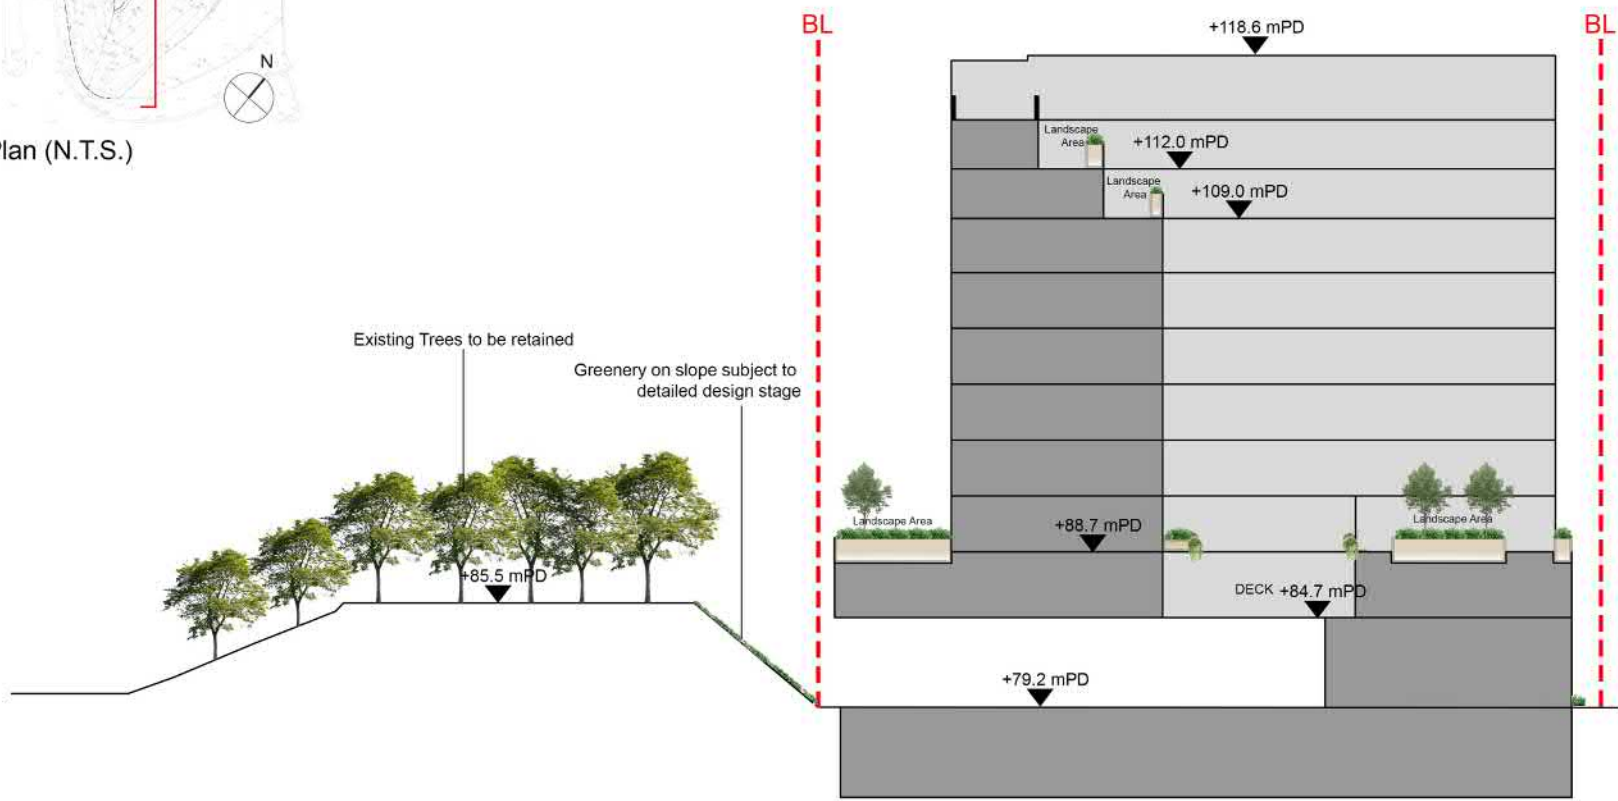 BL
BL
+118.6 mPD
N
Plan (N.T.S.)
Landscape
Area
+112.0 mPD
Landscape
Area
+109.0 mPD
Existing Trees to be retained
Greenery on slope subject to
detailed design stage
Landscape Area
Landscape Area
+88.7 mPD
+85.5 mPD
DECK +84.7 mPD
+79.2 mPD